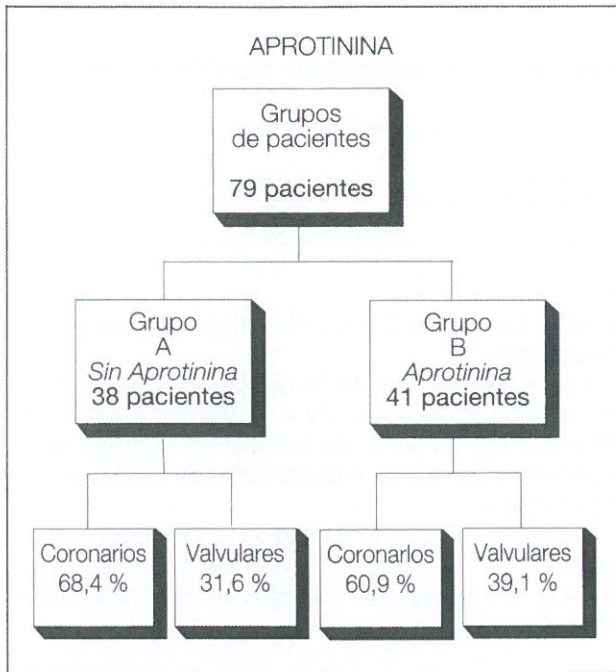 APROTININA
Grupos
de pacientes
79 pacientes
Grupo
A
Sin Aprotinina
38 pacientes
Grupo
B
Aprotinina
41 pacientes
Coronarios
68,4 %
Valvulares
31,6 %
Coronarlos
60,9 %
Valvulares
39,1 %